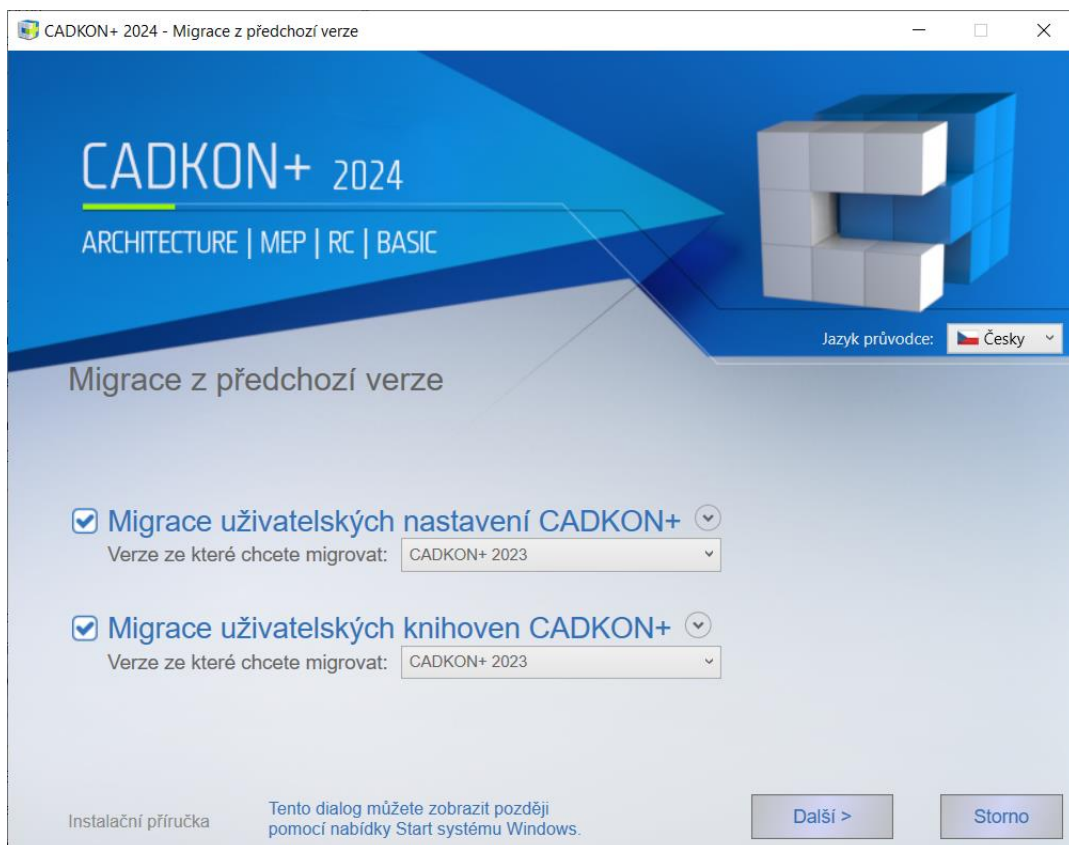 CADKON+ 2024 - Migrace z předchozí verze
CADKON+ 2024
ARCHITECTURE | MEP | RC | BASIC
Jazyk průvodce: Česky
Migrace z předchozí verze
Migrace uživatelských nastavení CADKON+
Verze ze které chcete migrovat: CADKON+ 2023
Migrace uživatelských knihoven CADKON+
Verze ze které chcete migrovat: CADKON+ 2023
Instalační příručka
Tento dialog můžete zobrazit později
pomocí nabídky Start systému Windows.
Další >
Storno